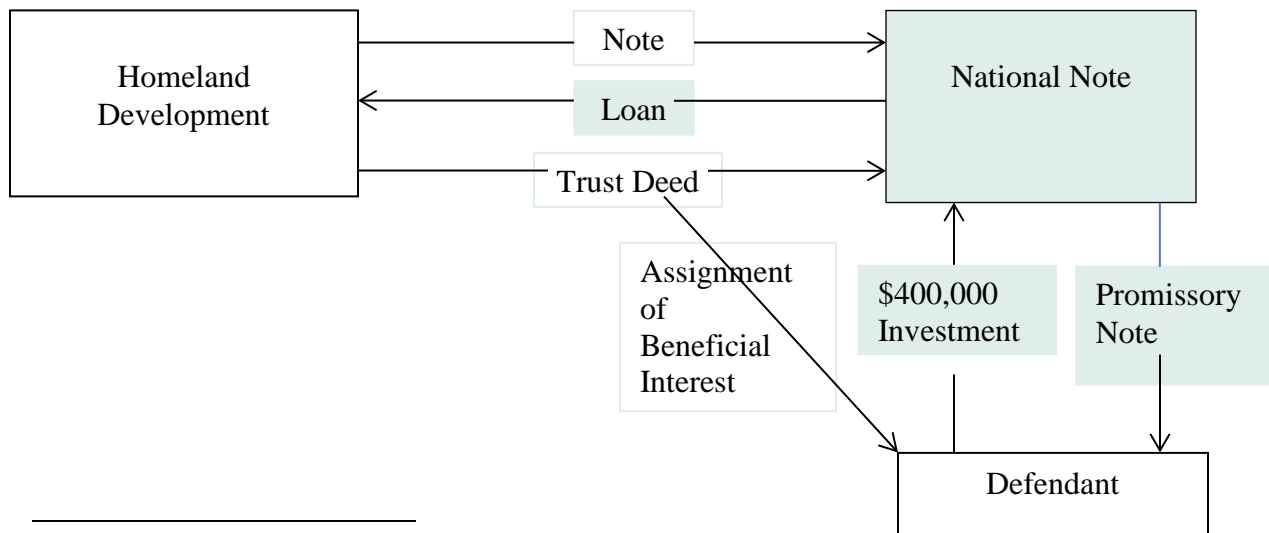 Homeland
Development
Note
Loan
Trust Deed
National Note
Assignment
of
Beneficial
Interest
$400,000
Investment
Promissory
Note
Defendant